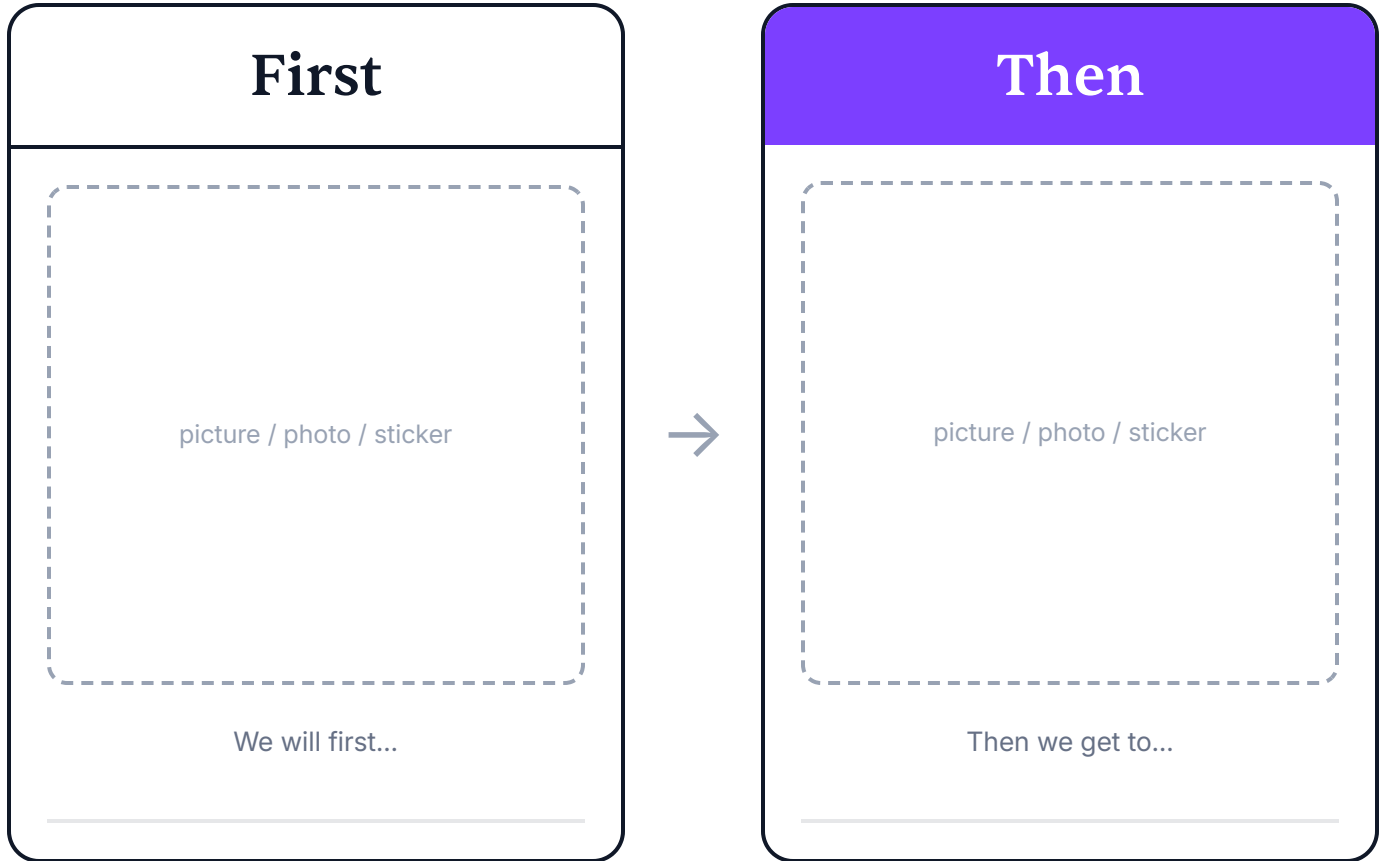 First
picture / photo / sticker
We will first...
Then
picture / photo / sticker
Then we get to...